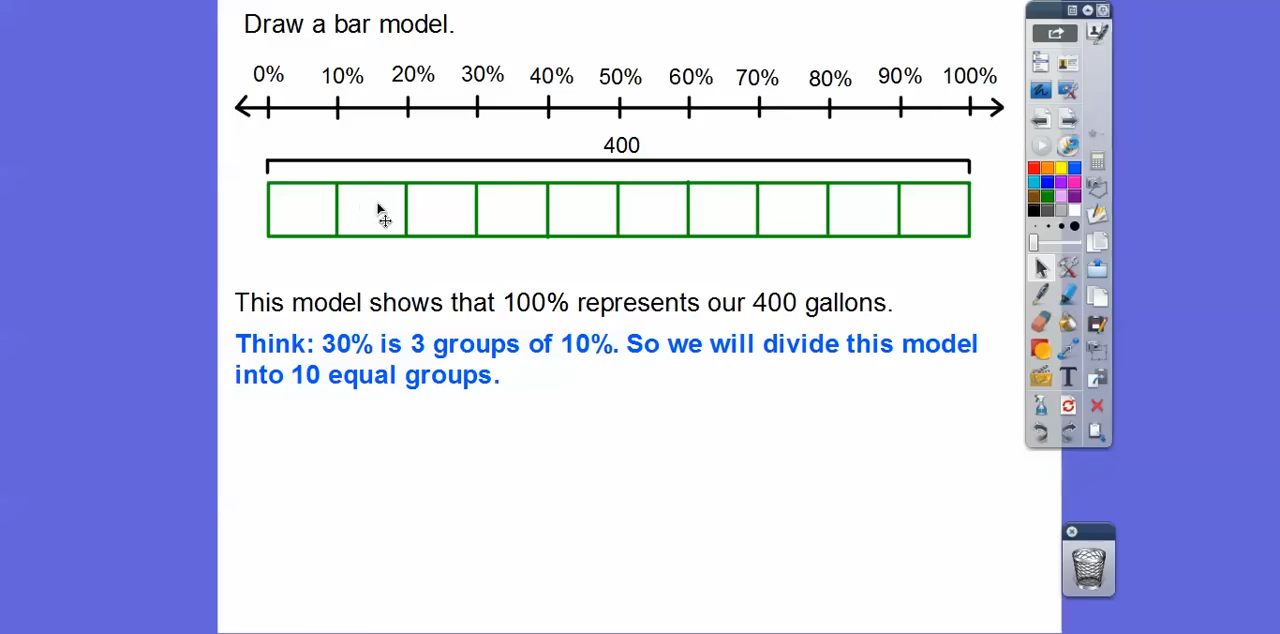 Draw a bar model.
0% 10% 20% 30% 40% 50% 60% 70% 80% 90% 100%
400
This model shows that 100% represents our 400 gallons.
Think: 30% is 3 groups of 10%. So we will divide this model
into 10 equal groups.
T